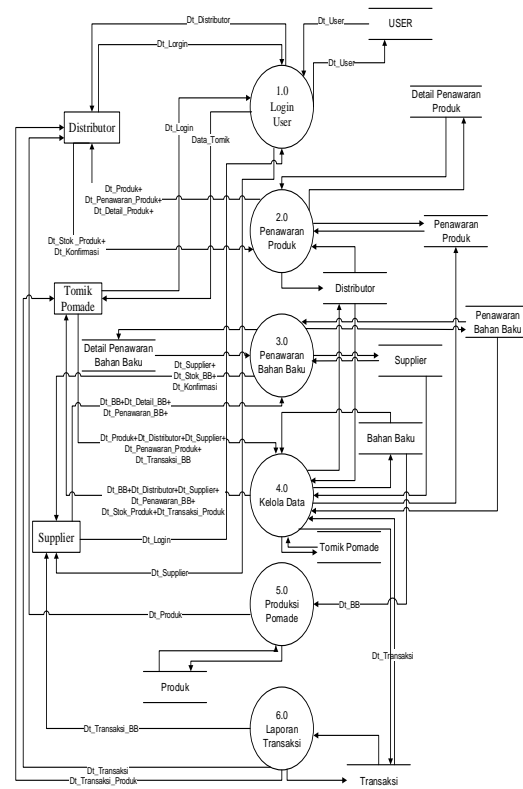 Dt_Distributor
Dt_User
USER
Dt_Lorgin
Dt_User
1.0
Login
User
Detail Penawaran
Produk
Distributor
Dt_Login
Data_Tomik
Dt_Produk+
Dt_Penawaran_Produk+
Dt_Detail_Produk+
2.0
Penawaran
Produk
Penawaran
Produk
Dt_Stok_Produk+
Dt_Konfirmasi
Distributor
Tomik
Pomade
Penawaran
Bahan Baku
3.0
Penawaran
Bahan Baku
Detail Penawaran
Bahan Baku
Supplier
Dt_Supplier+
Dt_Stok_BB+
Dt_Konfirmasi
Dt_BB+Dt_Detail_BB+
Dt_Penawaran_BB+
Dt_Produk+Dt_Distributor+Dt_Supplier+
Dt_Penawaran_Produk+
Dt_Transaksi_BB
Bahan Baku
4.0
Kelola Data
Dt_BB+Dt_Distributor+Dt_Supplier+
Dt_Penawaran_BB+
Dt_Stok_Produk+Dt_Transaksi_Produk
Supplier
Dt_Login
Tomik Pomade
Dt_Supplier
5.0
Produksi
Pomade
Dt_Produk
Dt_BB
Dt_Transaksi
Produk
6.0
Laporan
Transaksi
Dt_Transaksi_BB
Dt_Transaksi
Dt_Transaksi_Produk
Transaksi